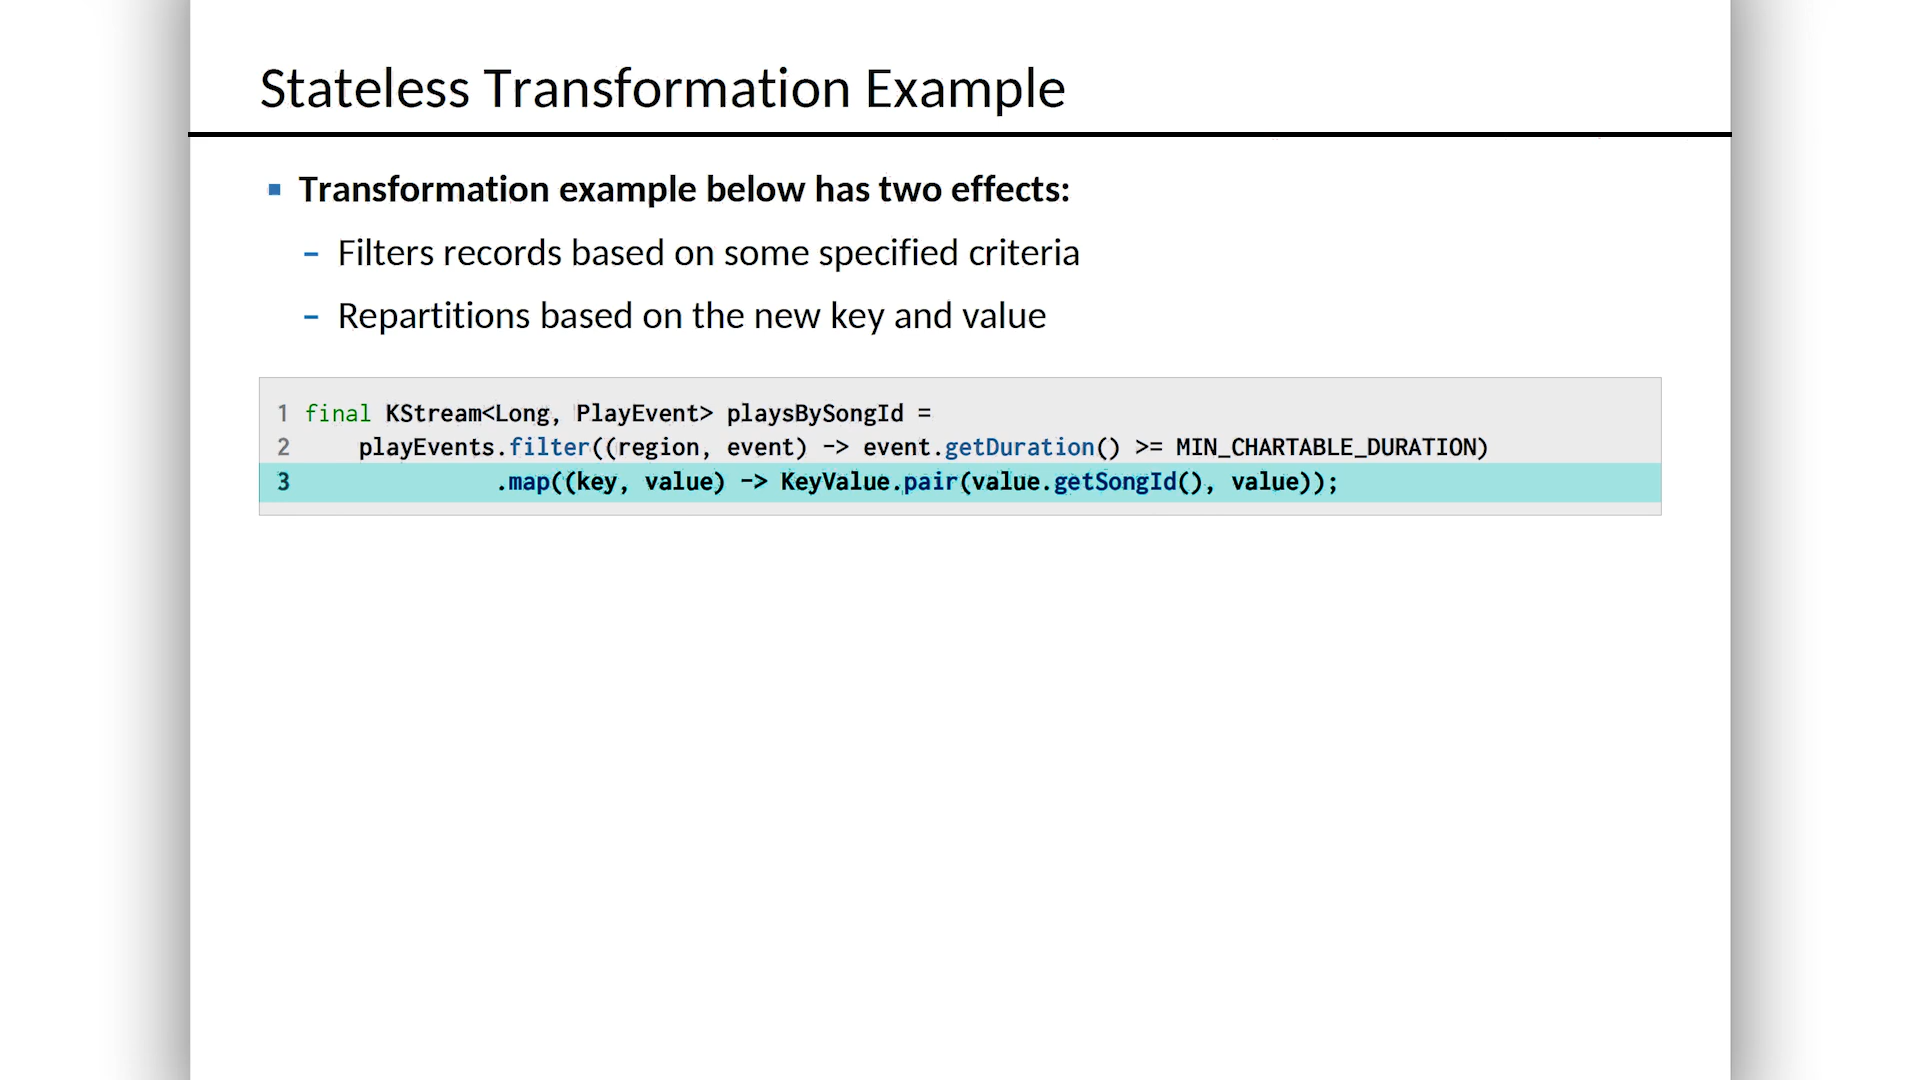 Stateless Transformation Example
Transformation example below has two effects:
– Filters records based on some specified criteria
– Repartitions based on the new key and value
1 final KStream<Long, PlayEvent> playsBySongId =
2 playEvents.filter((region, event) -> event.getDuration() >= MIN_CHARTABLE_DURATION)
3 .map((key, value) -> KeyValue.pair(value.getSongId(), value));